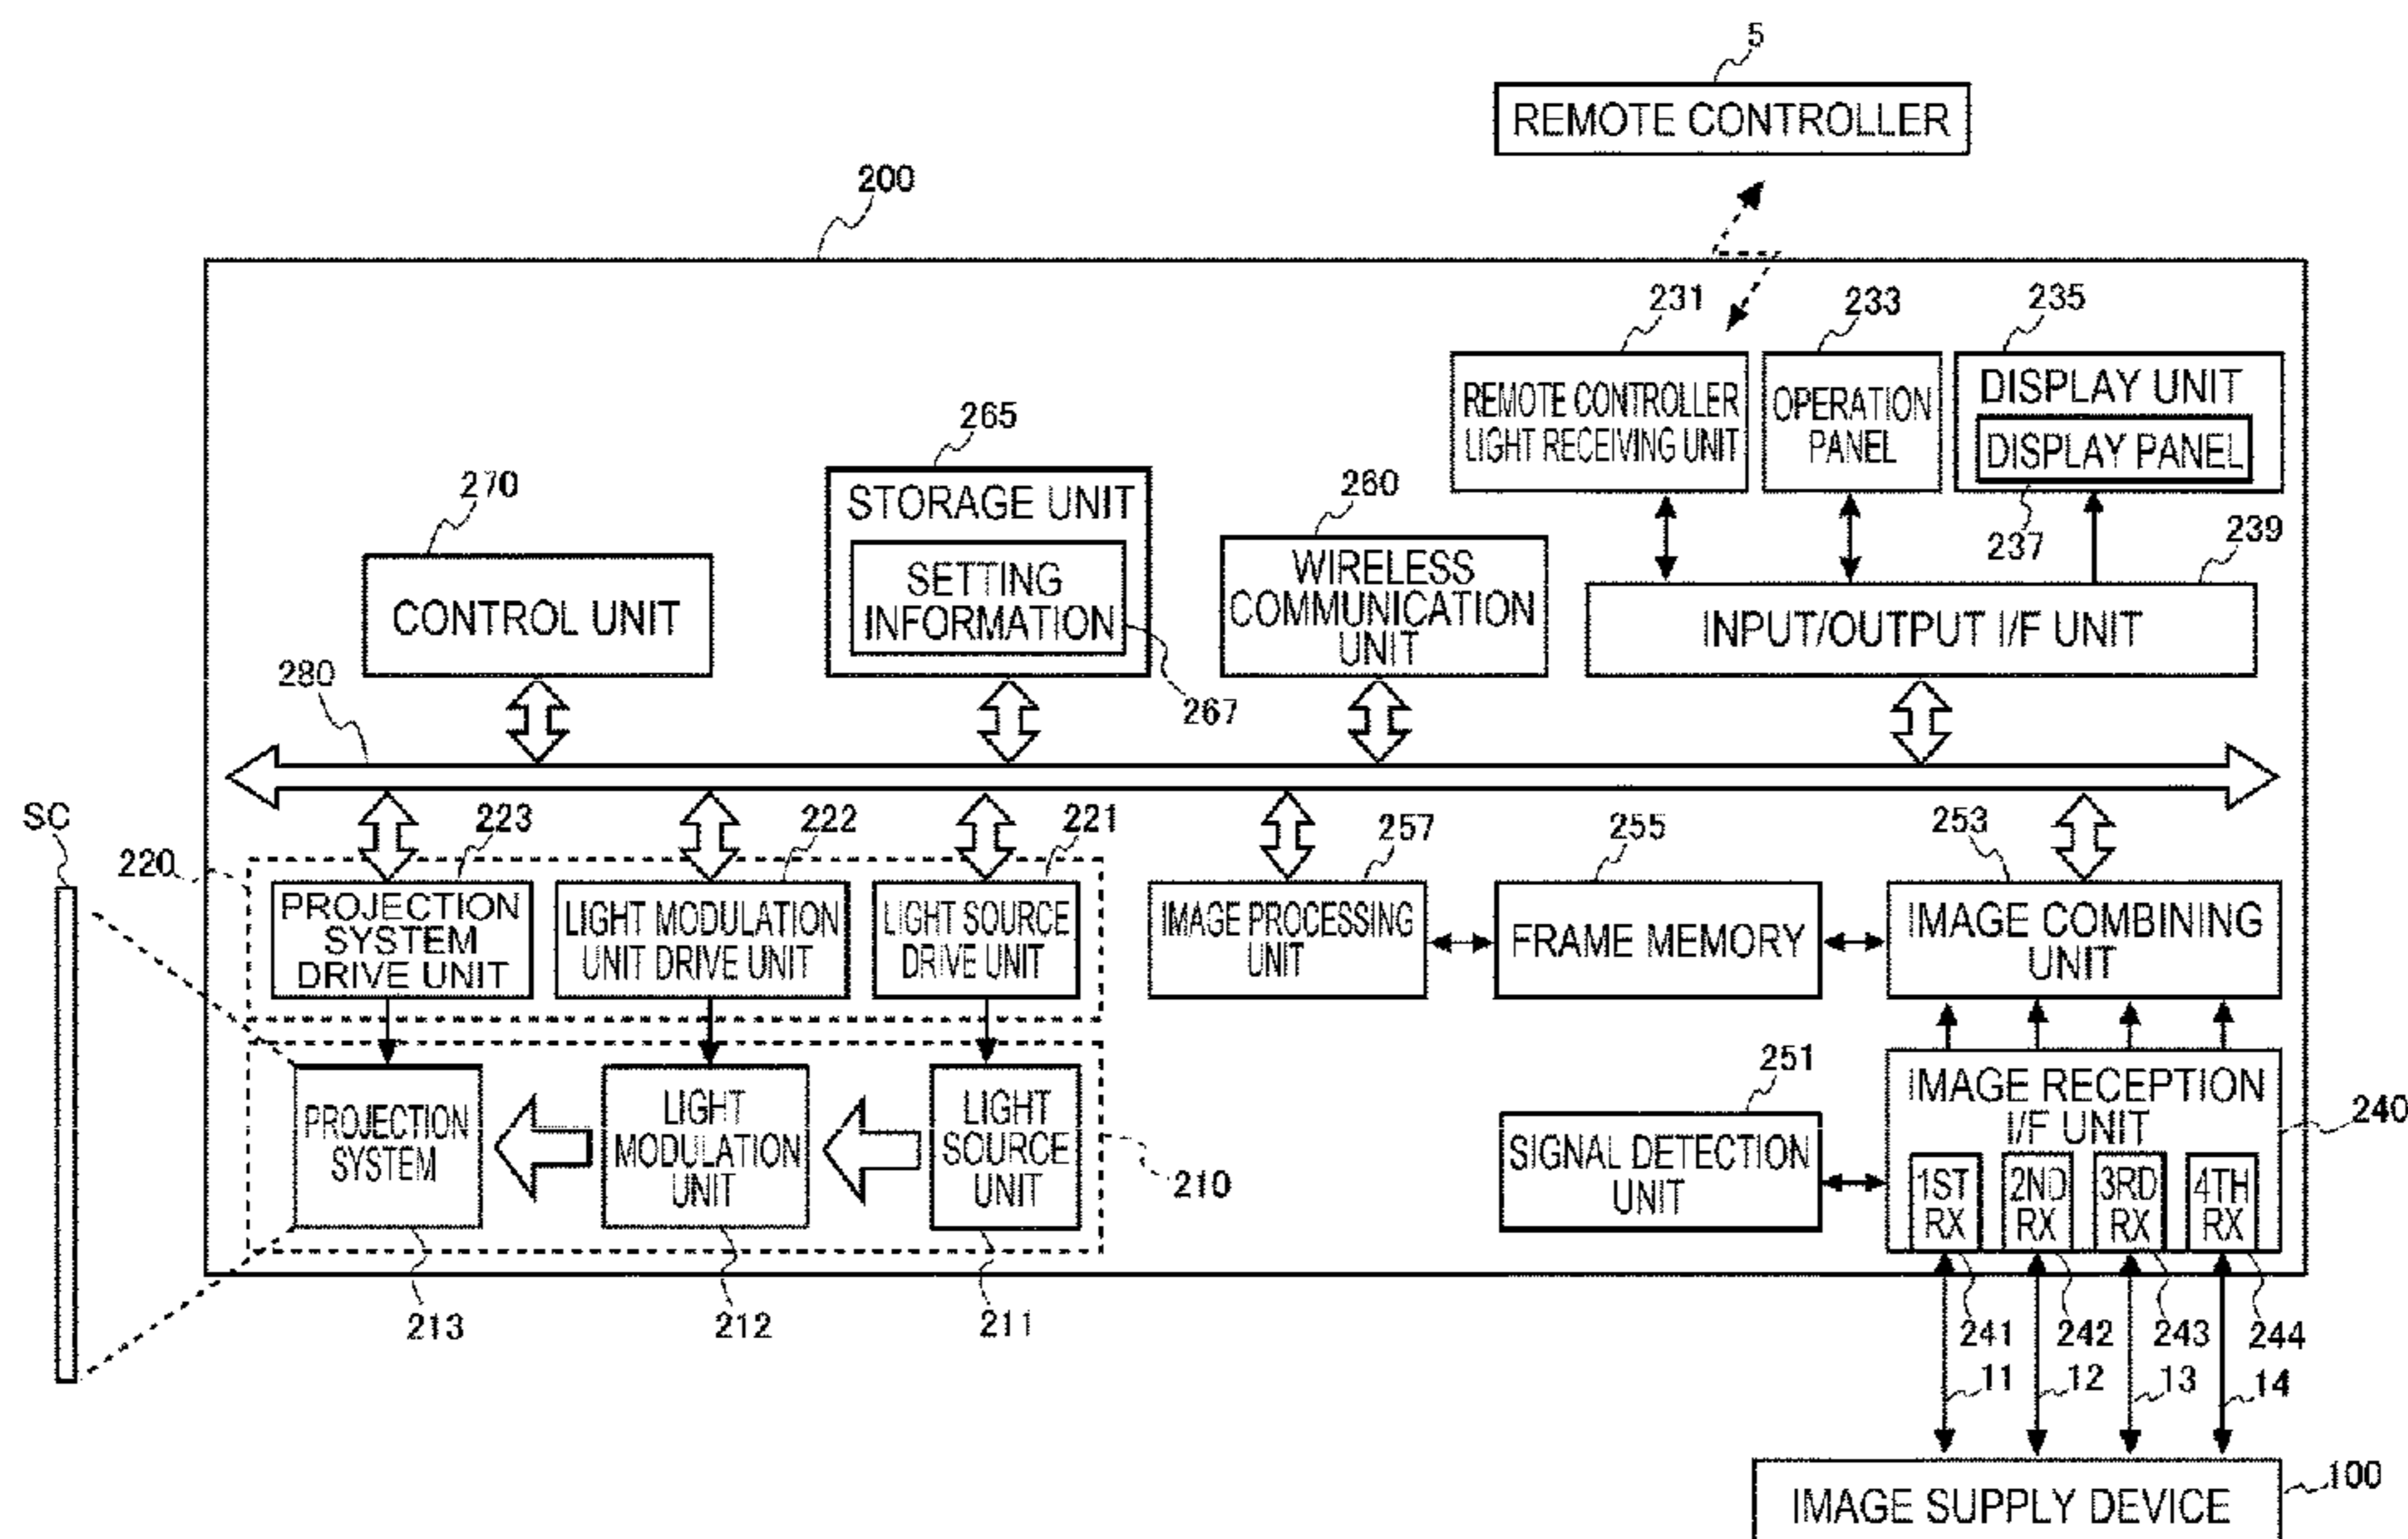 5
REMOTE CONTROLLER
200
231
233
235
REMOTE CONTROLLER
LIGHT RECEIVING UNIT
OPERATION
PANEL
DISPLAY UNIT
DISPLAY PANEL
237
239
265
STORAGE UNIT
SETTING
INFORMATION
267
270
CONTROL UNIT
260
WIRELESS
COMMUNICATION
UNIT
INPUT/OUTPUT I/F UNIT
280
SC
220
223
222
221
257
255
253
PROJECTION
SYSTEM
DRIVE UNIT
LIGHT MODULATION
UNIT DRIVE UNIT
LIGHT SOURCE
DRIVE UNIT
IMAGE PROCESSING
UNIT
FRAME MEMORY
IMAGE COMBINING
UNIT
PROJECTION
SYSTEM
LIGHT
MODULATION
UNIT
LIGHT
SOURCE
UNIT
210
251
SIGNAL DETECTION
UNIT
IMAGE RECEPTION
I/F UNIT
240
1ST
RX
2ND
RX
3RD
RX
4TH
RX
213
212
211
241
242
243
244
11
12
13
14
100
IMAGE SUPPLY DEVICE